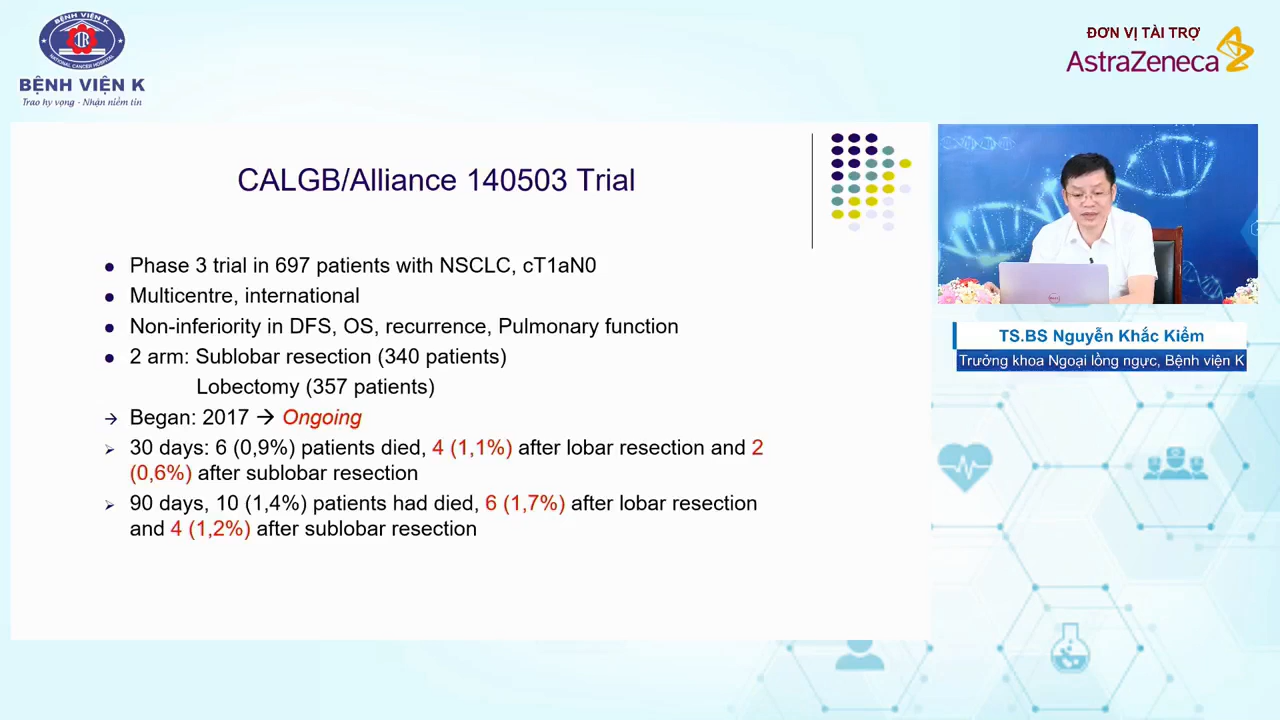 BỆNH VIỆN K
NATIONAL CANCER HOSPITAL
BỆNH VIỆN K
Trao hy vọng - Nhận niềm tin
ĐƠN VỊ TÀI TRỢ
AstraZeneca
CALGB/Alliance 140503 Trial
● Phase 3 trial in 697 patients with NSCLC, cT1aN0
● Multicentre, international
● Non-inferiority in DFS, OS, recurrence, Pulmonary function
● 2 arm: Sublobar resection (340 patients)
Lobectomy (357 patients)
→ Began: 2017 → Ongoing
➢ 30 days: 6 (0,9%) patients died, 4 (1,1%) after lobar resection and 2
(0,6%) after sublobar resection
➢ 90 days, 10 (1,4%) patients had died, 6 (1,7%) after lobar resection
and 4 (1,2%) after sublobar resection
TS.BS Nguyễn Khắc Kiểm
Trưởng khoa Ngoại lồng ngực, Bệnh viện K